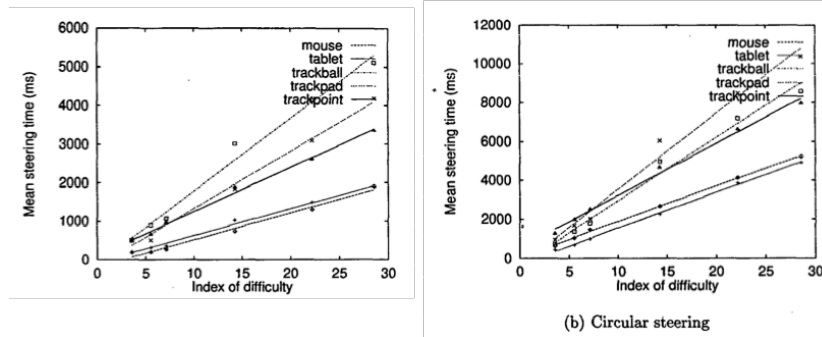 6000
5000
4000
3000
2000
1000
0
Mean steering time (ms)
mouse
tablet
trackball
trackpad
trackpoint
0 5 10 15 20 25 30
Index of difficulty
12000
10000
8000
6000
4000
2000
0
Mean steering time (ms)
mouse
tablet
trackball
trackpad
trackpoint
0 5 10 15 20 25 30
Index of difficulty
(b) Circular steering